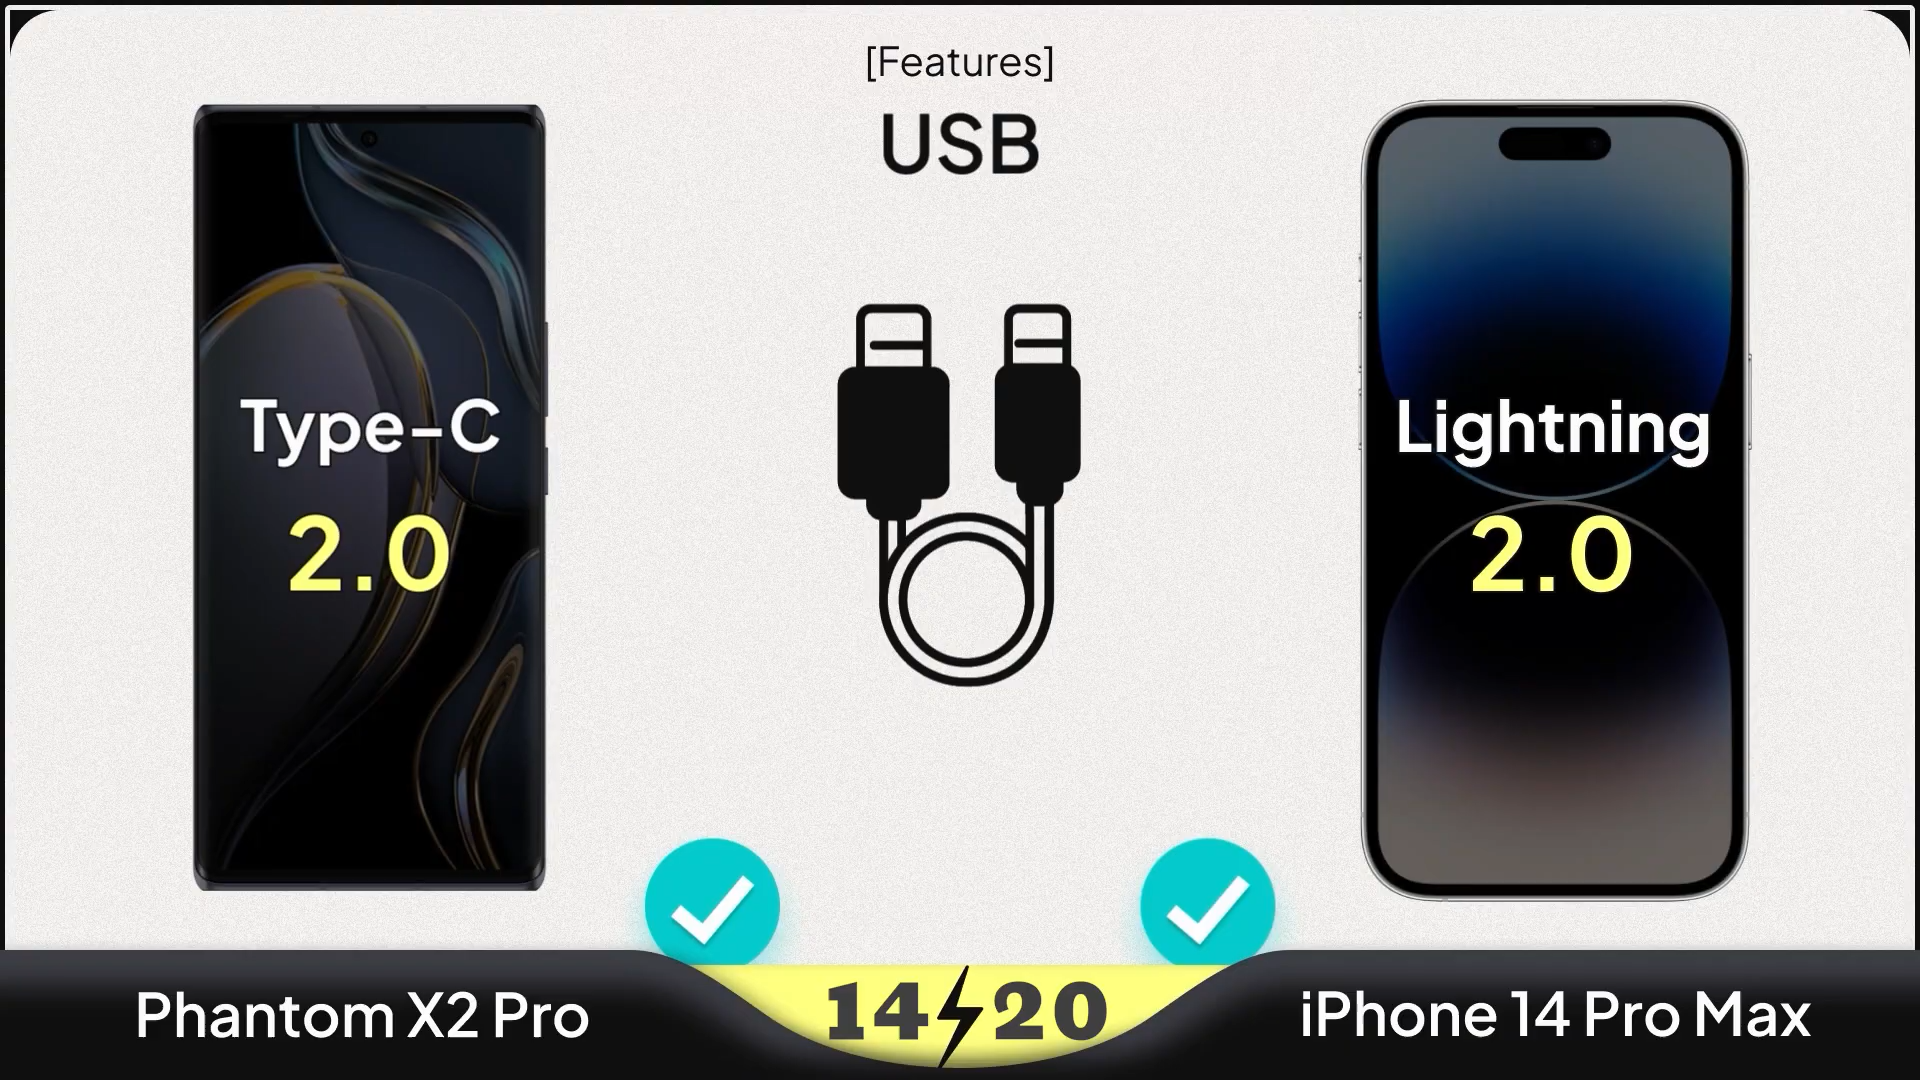 [Features]
USB
Type-C
2.0
Lightning
2.0
Phantom X2 Pro
14 20
iPhone 14 Pro Max